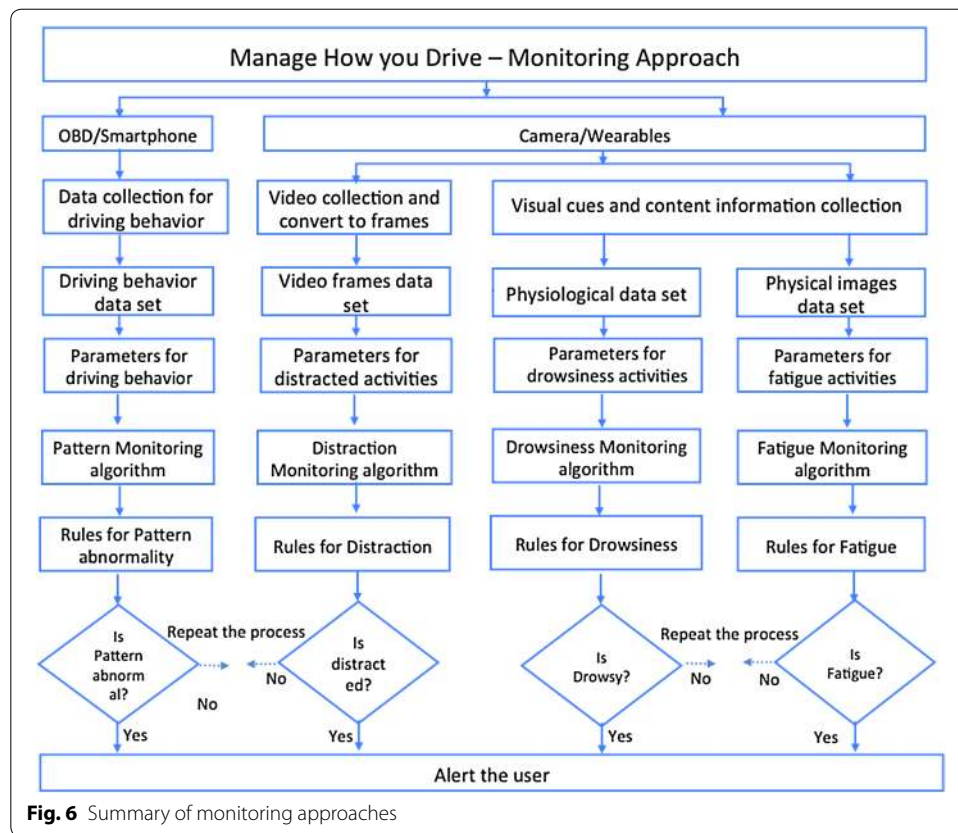 Manage How you Drive – Monitoring Approach
OBD/Smartphone
Camera/Wearables
Data collection for
driving behavior
Video collection and
convert to frames
Visual cues and content information collection
Driving behavior
data set
Video frames data
set
Physiological data set
Physical images
data set
Parameters for
driving behavior
Parameters for
distracted activities
Parameters for
drowsiness activities
Parameters for
fatigue activities
Pattern Monitoring
algorithm
Distraction
Monitoring algorithm
Drowsiness Monitoring
algorithm
Fatigue Monitoring
algorithm
Rules for Pattern
abnormality
Rules for Distraction
Rules for Drowsiness
Rules for Fatigue
Is
Pattern
abnorm
al?
Repeat the process
No
No
Is
distract
ed?
Is
Drowsy?
Repeat the process
No
No
Is
Fatigue?
Yes
Yes
Yes
Yes
Alert the user
Fig. 6 Summary of monitoring approaches